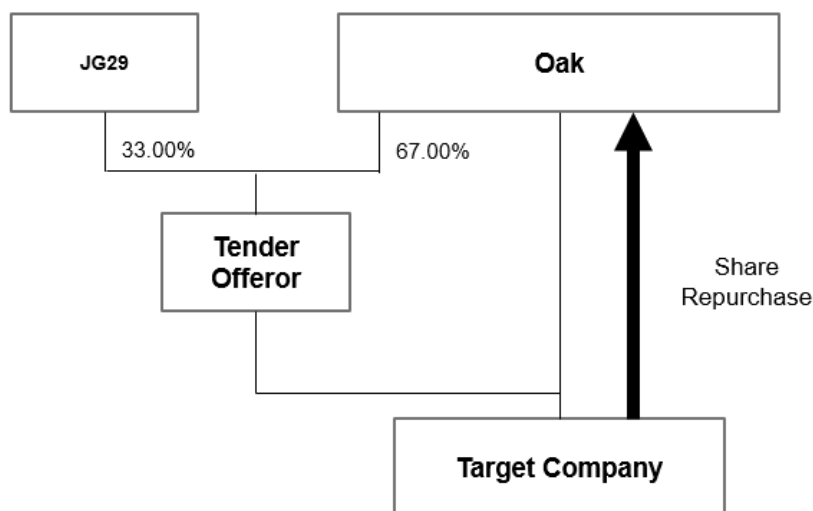 JG29
Oak
33.00%
67.00%
Tender
Offeror
Share
Repurchase
Target Company